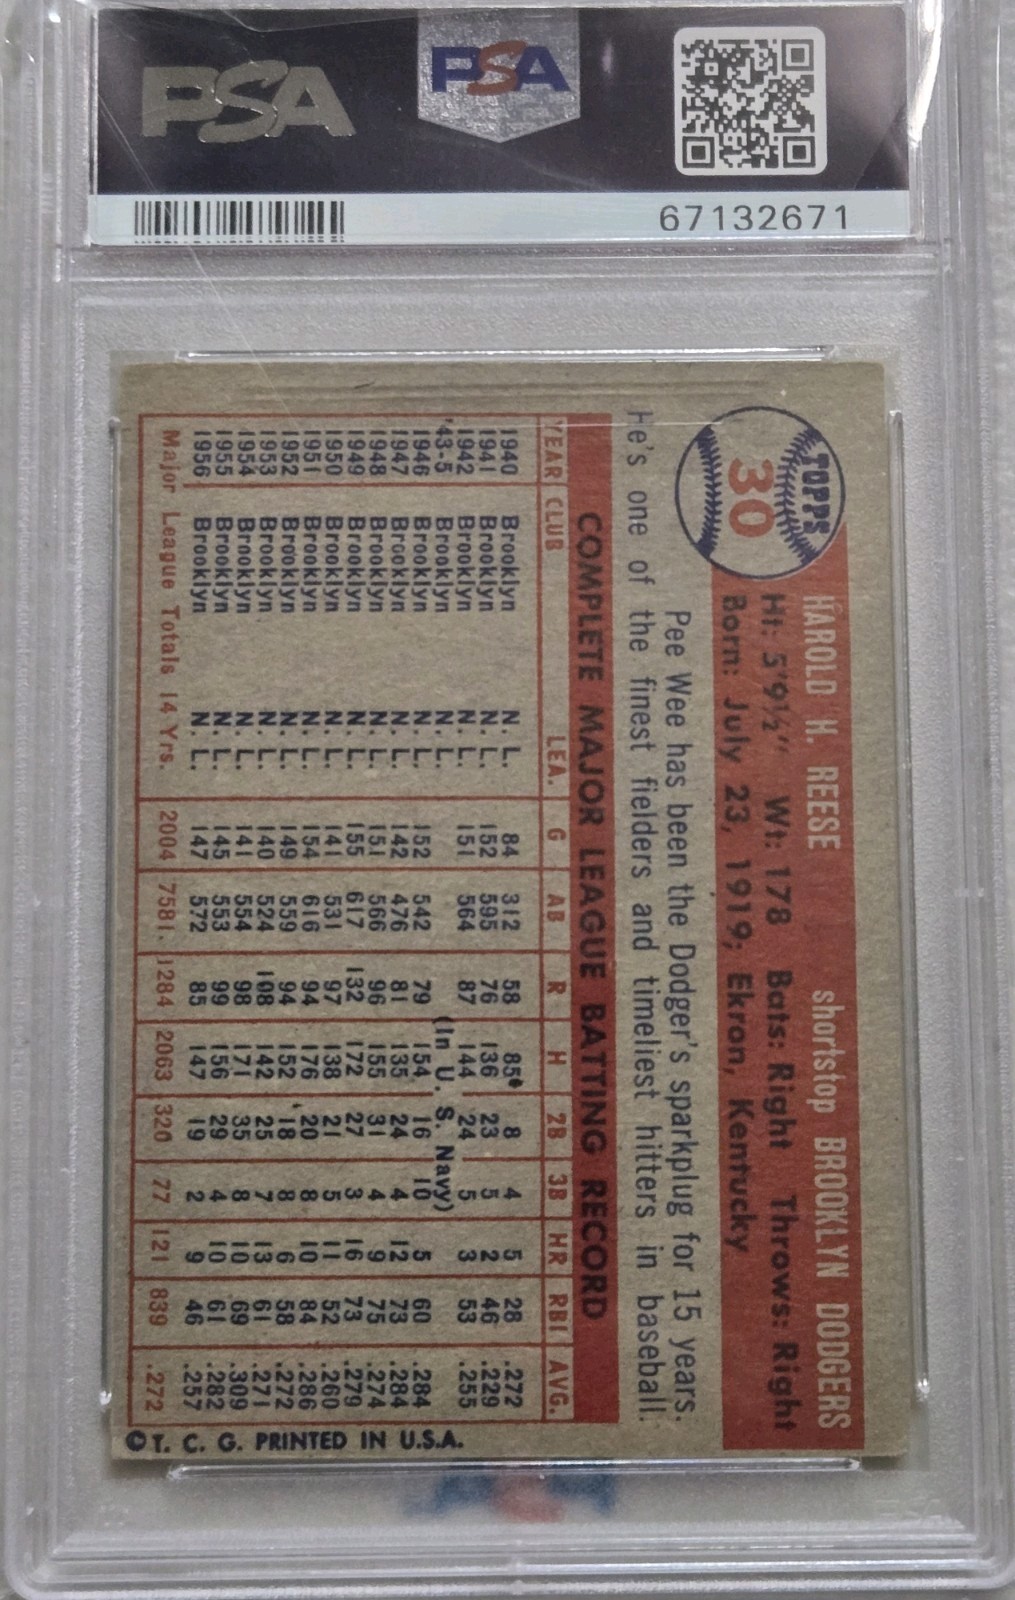 PSA PSA
67132671
TOPPS
30
HAROLD H. REESE shortstop BROOKLYN DODGERS
Ht: 5'9½" Wt: 178 Bats: Right Throws: Right
Born: July 23, 1919; Ekron, Kentucky
Pee Wee has been the Dodger's sparkplug for 15 years.
He's one of the finest fielders and timeliest hitters in baseball.
COMPLETE MAJOR LEAGUE BATTING RECORD
YEAR CLUB LEA. G AB R H 2B 3B HR RBI AVG.
1940 Brooklyn N. L. 84 312 58 85 8 4 5 28 .272
1941 Brooklyn N. L. 152 595 76 136 23 5 2 46 .229
1942 Brooklyn N. L. 151 564 87 144 24 5 3 53 .255
'43-5 Brooklyn N. L. (In U. S. Navy)
1946 Brooklyn N. L. 152 542 79 154 16 10 5 60 .284
1947 Brooklyn N. L. 142 476 81 135 24 4 12 73 .284
1948 Brooklyn N. L. 151 566 96 155 31 4 9 75 .274
1949 Brooklyn N. L. 155 617 132 172 27 3 16 73 .279
1950 Brooklyn N. L. 141 531 97 138 21 5 11 52 .260
1951 Brooklyn N. L. 154 616 94 176 20 8 10 84 .286
1952 Brooklyn N. L. 149 559 94 152 18 8 6 58 .272
1953 Brooklyn N. L. 140 524 108 142 25 7 13 61 .271
1954 Brooklyn N. L. 141 554 98 171 35 8 10 69 .309
1955 Brooklyn N. L. 145 553 99 156 29 4 10 61 .282
1956 Brooklyn N. L. 147 572 85 147 19 2 9 46 .257
Major League Totals 14 Yrs. 2004 7581 1284 2063 320 77 121 839 .272
© T. C. G. PRINTED IN U.S.A.